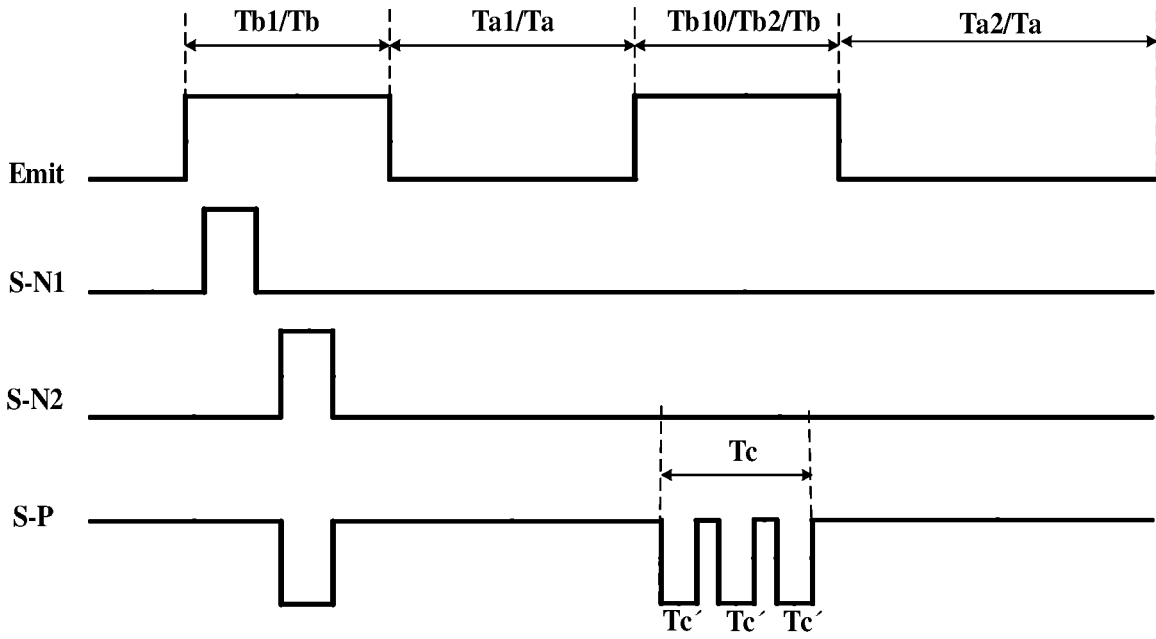 Tb1/Tb Ta1/Ta Tb10/Tb2/Tb Ta2/Ta
Emit
S-N1
S-N2
Tc
S-P
Tc´ Tc´ Tc´